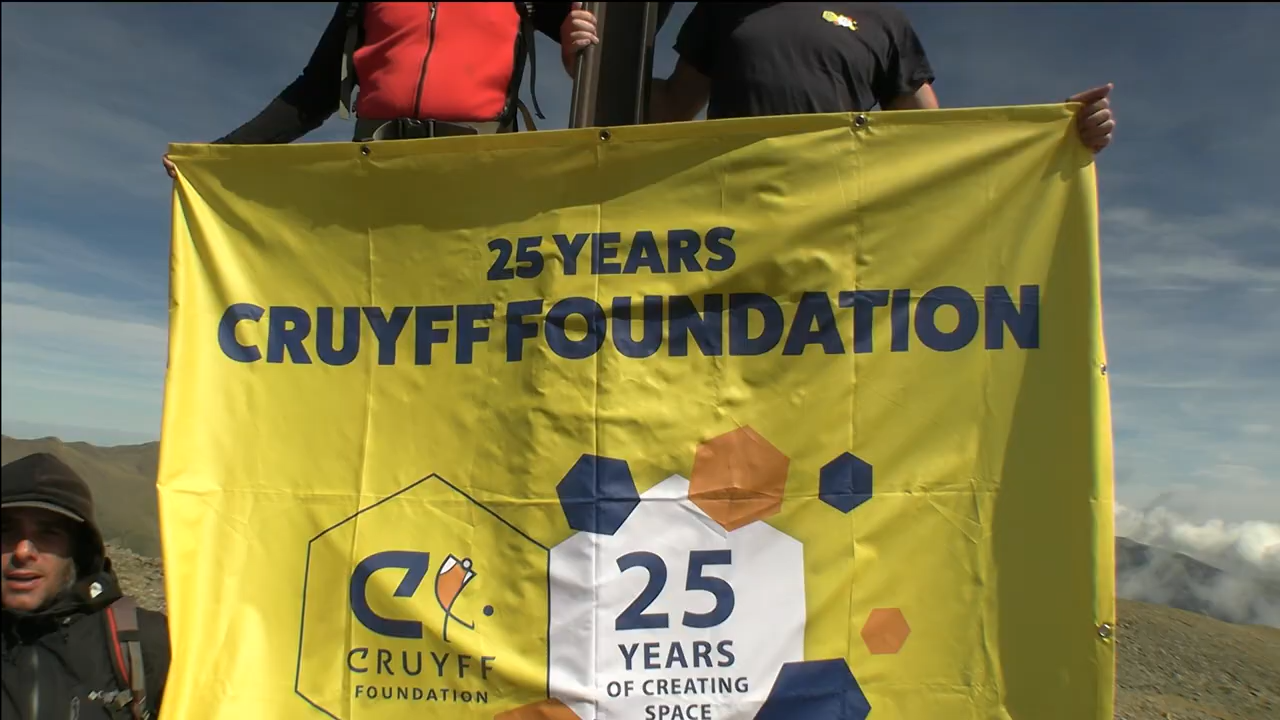 25 YEARS
CRUYFF FOUNDATION
CRUYFF
FOUNDATION
25
YEARS
OF CREATING
SPACE